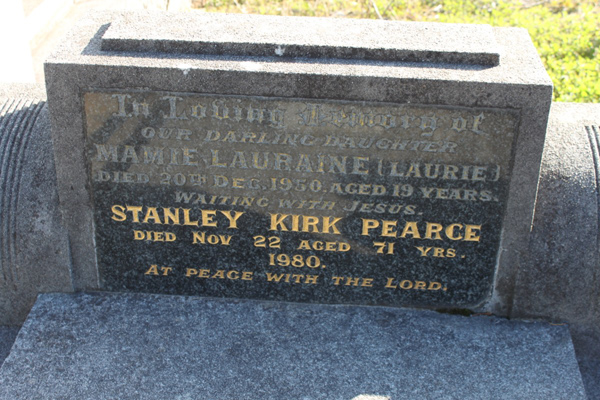 In Loving Memory of
OUR DARLING DAUGHTER
MAMIE LAURAINE (LAURIE)
DIED 20TH DEC. 1950. AGED 19 YEARS.
WAITING WITH JESUS.
STANLEY KIRK PEARCE
DIED NOV 22 AGED 71 YRS.
1980.
AT PEACE WITH THE LORD.